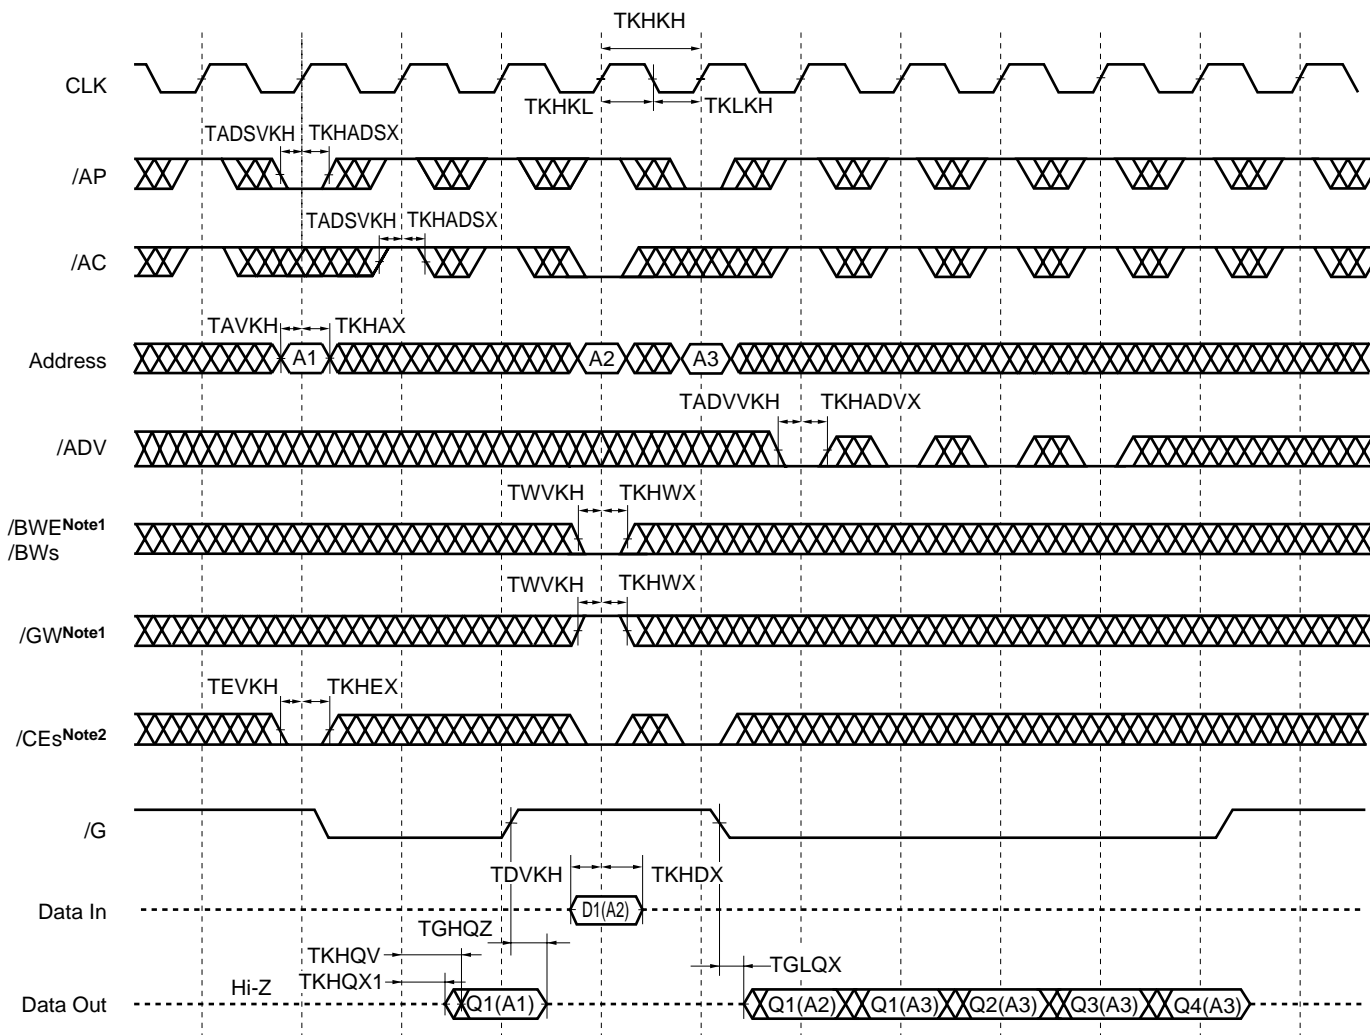 TKHKH
CLK
TKHKL TKLKH
TADSVKH TKHADSX
/AP
TADSVKH TKHADSX
/AC
TAVKH TKHAX
Address A1 A2 A3
TADVVKH TKHADVX
/ADV
TWVKH TKHWX
/BWENote1
/BWs
TWVKH TKHWX
/GWNote1
TEVKH TKHEX
/CEsNote2
/G
TDVKH TKHDX
Data In D1(A2)
TGHQZ
TKHQV
TGLQX
TKHQX1
Hi-Z
Data Out Q1(A1) Q1(A2) Q1(A3) Q2(A3) Q3(A3) Q4(A3)